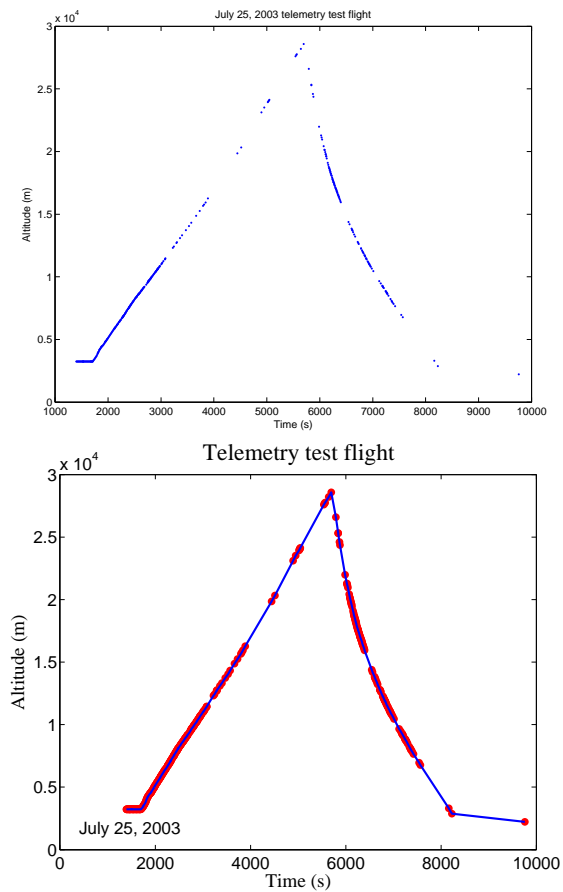 July 25, 2003 telemetry test flight
x 10^4
3
2.5
2
1.5
1
0.5
0
Altitude (m)
1000 2000 3000 4000 5000 6000 7000 8000 9000 10000
Time (s)
Telemetry test flight
x 10^4
3
2.5
2
1.5
1
0.5
0
Altitude (m)
July 25, 2003
0 2000 4000 6000 8000 10000
Time (s)